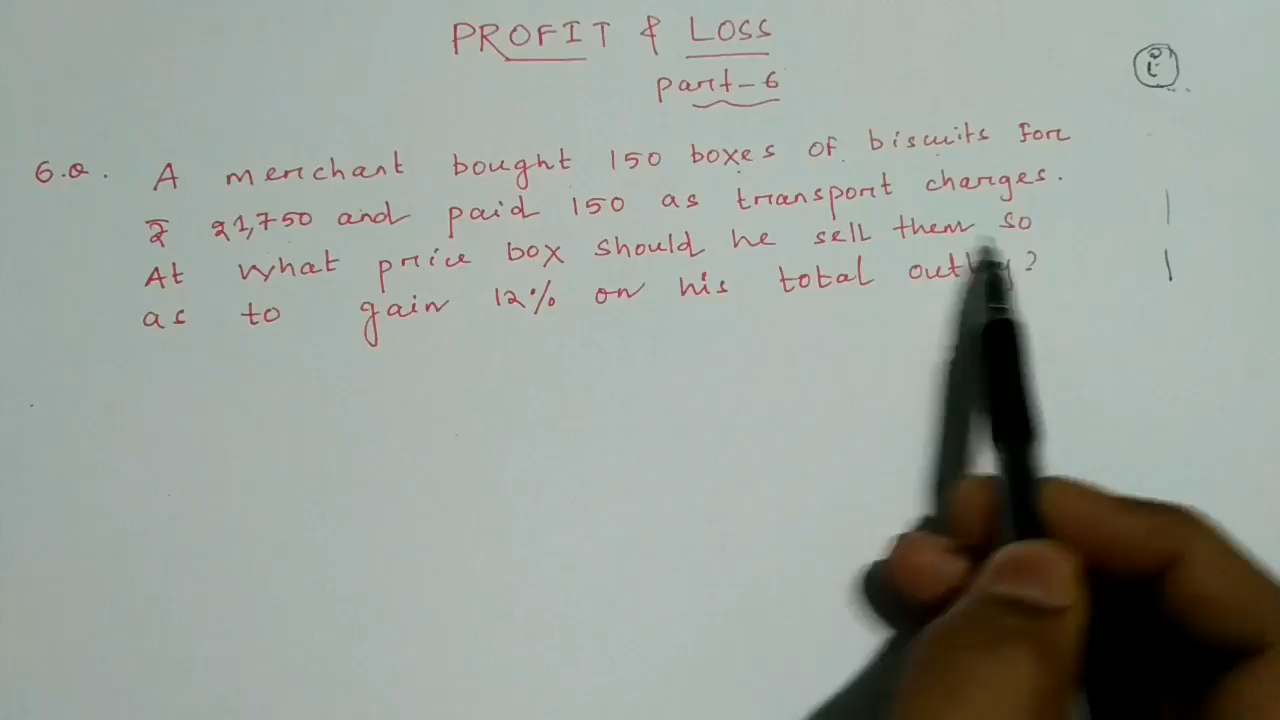 PROFIT & LOSS
Part-6
i
6.Q. A merchant bought 150 boxes of biscuits for
₹ 21,750 and paid 150 as transport charges.
At what price box should he sell them so
as to gain 12% on his total outlay?